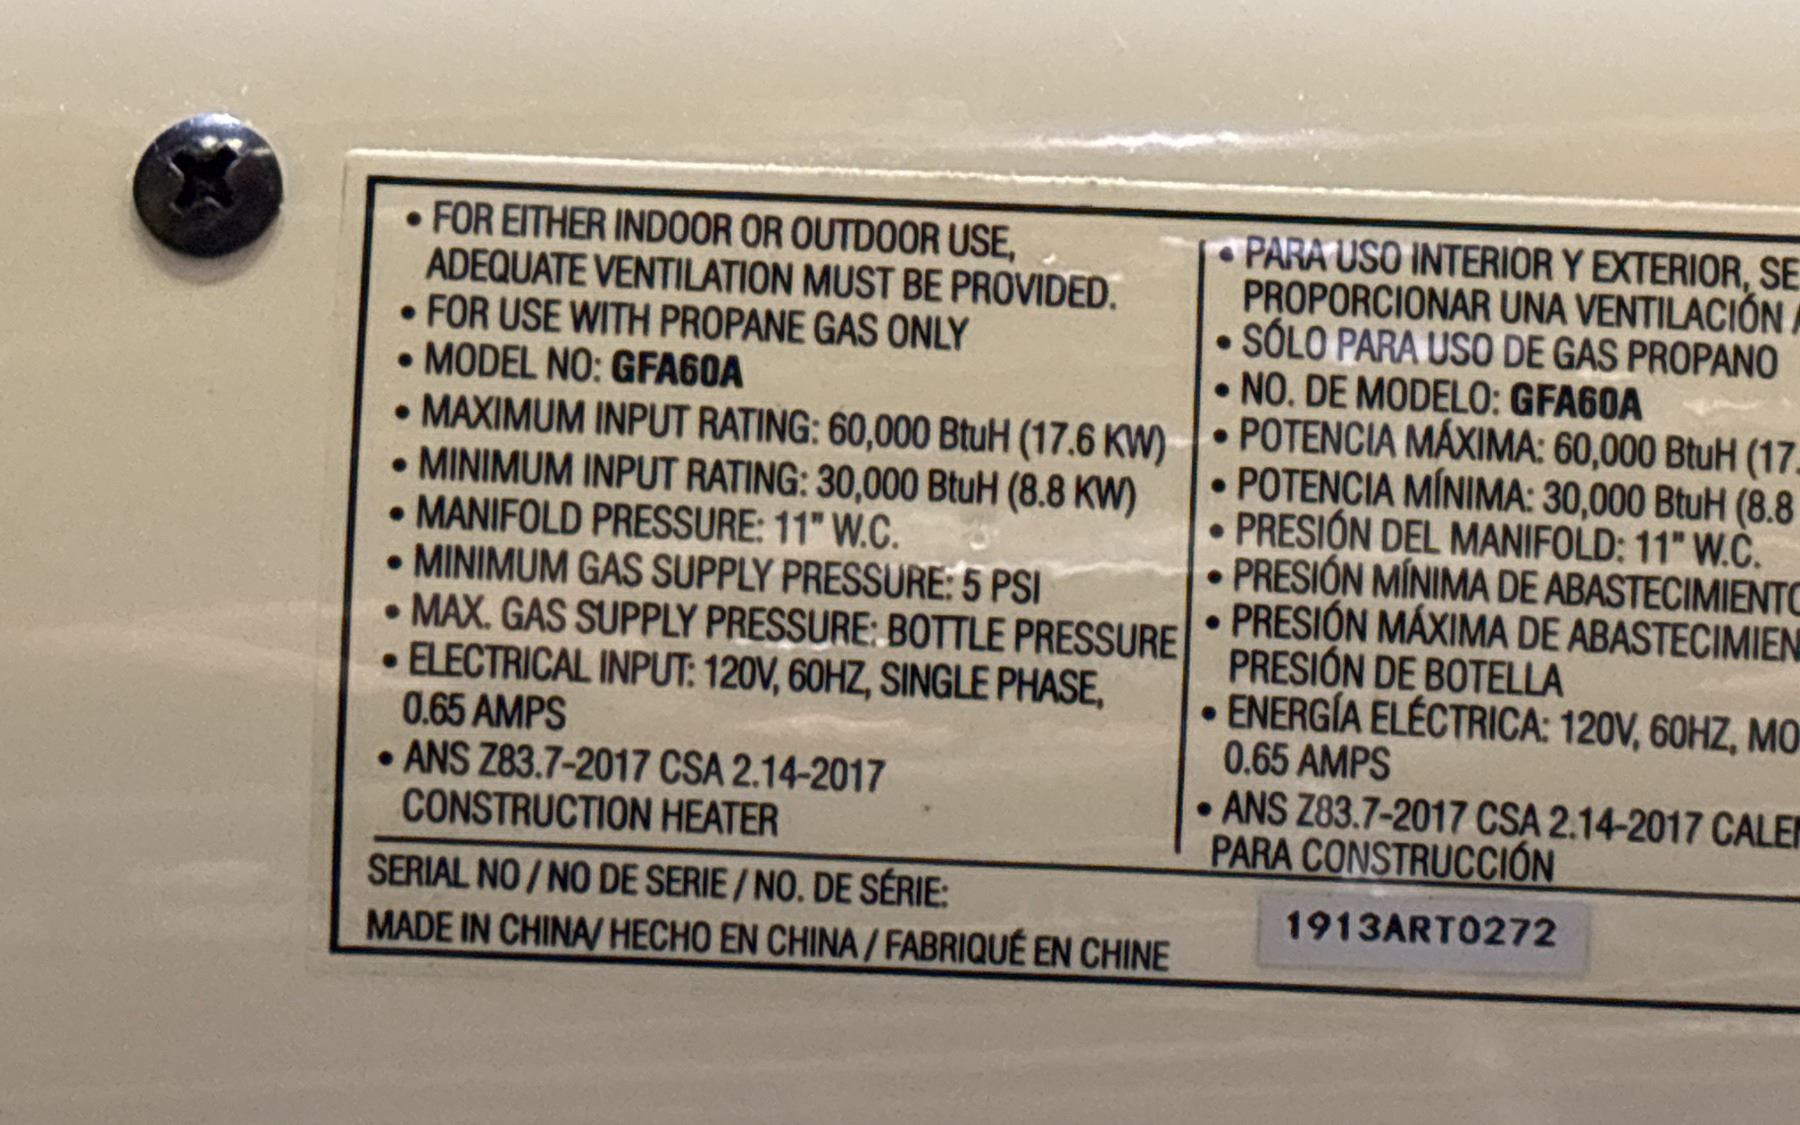 • FOR EITHER INDOOR OR OUTDOOR USE,
ADEQUATE VENTILATION MUST BE PROVIDED.
• FOR USE WITH PROPANE GAS ONLY
• MODEL NO: GFA60A
• MAXIMUM INPUT RATING: 60,000 BtuH (17.6 KW)
• MINIMUM INPUT RATING: 30,000 BtuH (8.8 KW)
• MANIFOLD PRESSURE: 11" W.C.
• MINIMUM GAS SUPPLY PRESSURE: 5 PSI
• MAX. GAS SUPPLY PRESSURE: BOTTLE PRESSURE
• ELECTRICAL INPUT: 120V, 60HZ, SINGLE PHASE,
0.65 AMPS
• ANS Z83.7-2017 CSA 2.14-2017
CONSTRUCTION HEATER
• PARA USO INTERIOR Y EXTERIOR, SE
PROPORCIONAR UNA VENTILACIÓN
• SÓLO PARA USO DE GAS PROPANO
• NO. DE MODELO: GFA60A
• POTENCIA MÁXIMA: 60,000 BtuH (17.
• POTENCIA MÍNIMA: 30,000 BtuH (8.8
• PRESIÓN DEL MANIFOLD: 11" W.C.
• PRESIÓN MÍNIMA DE ABASTECIMIENTO
• PRESIÓN MÁXIMA DE ABASTECIMIEN
PRESIÓN DE BOTELLA
• ENERGÍA ELÉCTRICA: 120V, 60HZ, MO
0.65 AMPS
• ANS Z83.7-2017 CSA 2.14-2017 CALE
PARA CONSTRUCCIÓN
SERIAL NO / NO DE SERIE / NO. DE SÉRIE:
1913ART0272
MADE IN CHINA/ HECHO EN CHINA / FABRIQUÉ EN CHINE